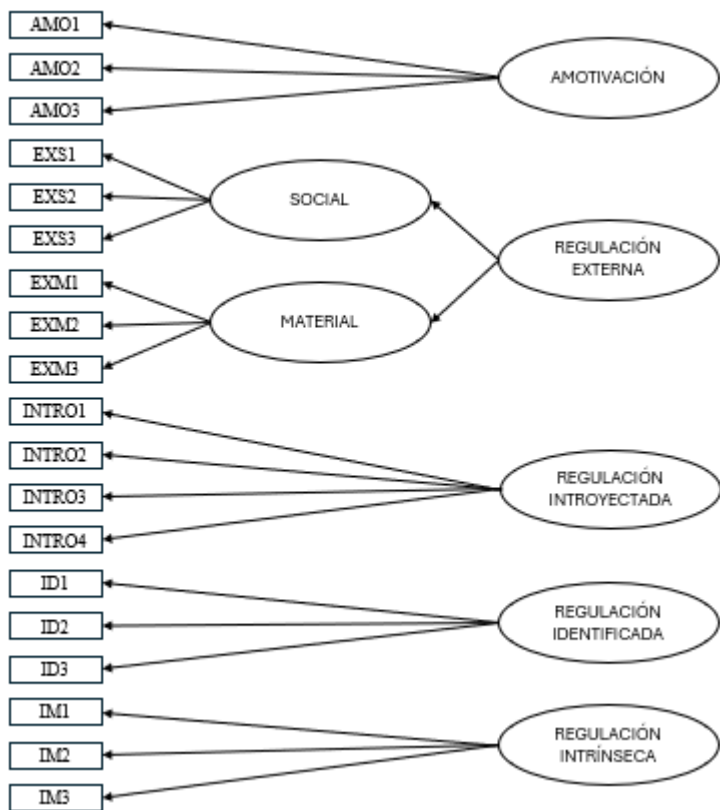 AMO1
AMO2
AMO3
AMOTIVACIÓN
EXS1
EXS2
EXS3
SOCIAL
EXM1
EXM2
EXM3
MATERIAL
REGULACIÓN
EXTERNA
INTRO1
INTRO2
INTRO3
INTRO4
REGULACIÓN
INTROYECTADA
ID1
ID2
ID3
REGULACIÓN
IDENTIFICADA
IM1
IM2
IM3
REGULACIÓN
INTRÍNSECA